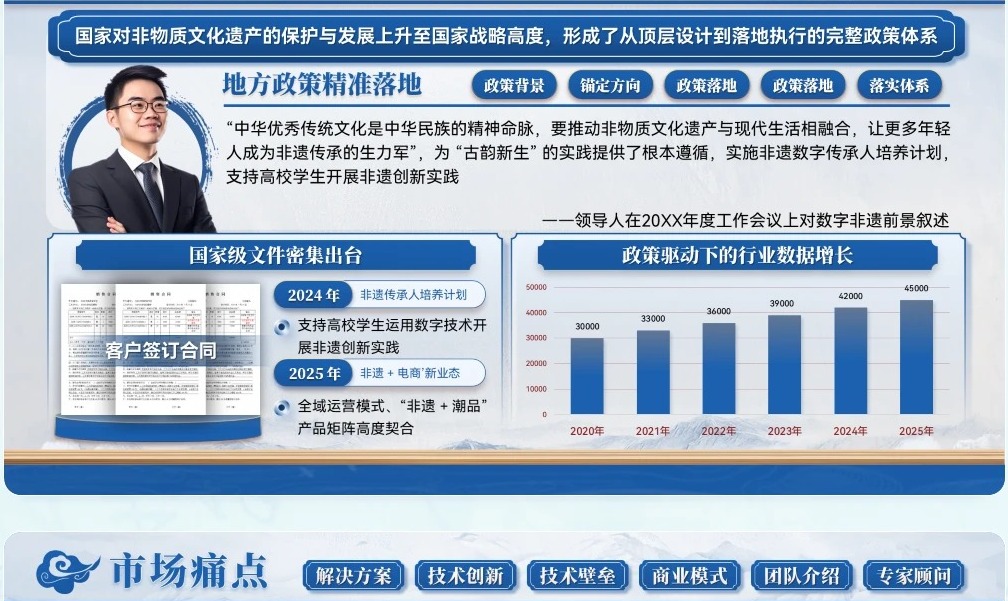 国家对非物质文化遗产的保护与发展上升至国家战略高度，形成了从顶层设计到落地执行的完整政策体系
地方政策精准落地
政策背景
锚定方向
政策落地
政策落地
落实体系
“中华优秀传统文化是中华民族的精神命脉，要推动非物质文化遗产与现代生活相融合，让更多年轻
人成为非遗传承的生力军”，为 “古韵新生” 的实践提供了根本遵循，实施非遗数字传承人培养计划，
支持高校学生开展非遗创新实践
——领导人在20XX年度工作会议上对数字非遗前景叙述
国家级文件密集出台
客户签订合同
2024 年 非遗传承人培养计划
支持高校学生运用数字技术开
展非遗创新实践
2025 年 非遗 + 电商’新业态
全域运营模式、“非遗 + 潮品”
产品矩阵高度契合
政策驱动下的行业数据增长
50000
40000
30000
20000
10000
0
30000
33000
36000
39000
42000
45000
2020年
2021年
2022年
2023年
2024年
2025年
市场痛点
解决方案
技术创新
技术壁垒
商业模式
团队介绍
专家顾问